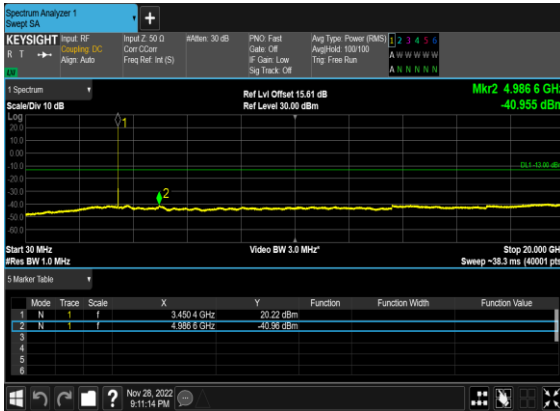 Spectrum Analyzer 1
Swept SA
KEYSIGHT
R T
Input: RF
Coupling: DC
Align: Auto
Input Z: 50 Ω
Corr CCorr
Freq Ref: Int (S)
#Atten: 30 dB
PNO: Fast
Gate: Off
IF Gain: Low
Sig Track: Off
Avg Type: Power (RMS)
Avg|Hold: 100/100
Trig: Free Run
1 2 3 4 5 6
A W W W W W
A N N N N N
1 Spectrum
Scale/Div 10 dB
Ref Lvl Offset 15.61 dB
Ref Level 30.00 dBm
Mkr2 4.986 6 GHz
-40.955 dBm
Log
20.0
10.0
0.00
-10.0
-20.0
-30.0
-40.0
-50.0
-60.0
1
2
DL1 -13.00 dBm
Start 30 MHz
#Res BW 1.0 MHz
Video BW 3.0 MHz*
Stop 20.000 GHz
Sweep ~38.3 ms (40001 pts)
5 Marker Table
Mode Trace Scale X Y Function Function Width Function Value
1 N 1 f 3.450 4 GHz 20.22 dBm
2 N 1 f 4.986 6 GHz -40.96 dBm
3
4
5
6
Nov 28, 2022
9:11:14 PM